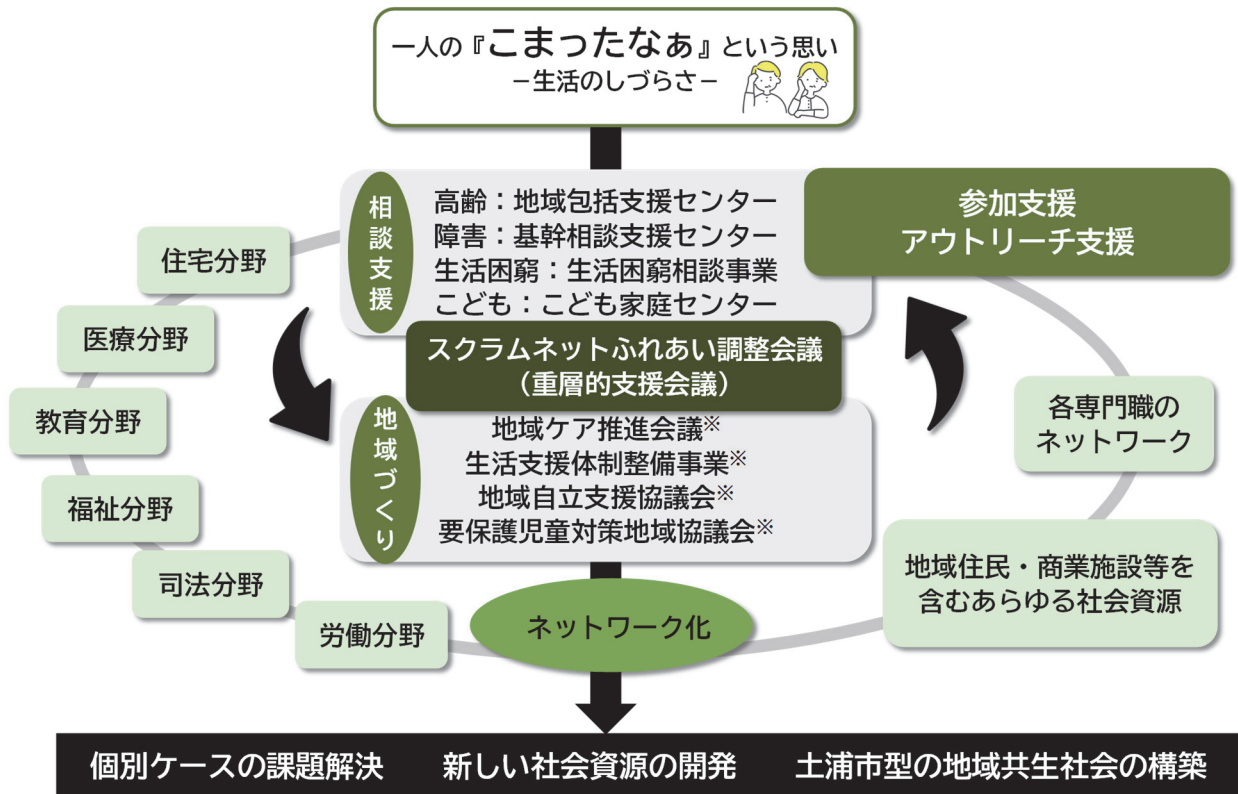 一人の『こまったなぁ』という思い
－生活のしづらさ－
相談支援
高齢：地域包括支援センター
障害：基幹相談支援センター
生活困窮：生活困窮相談事業
こども：こども家庭センター
参加支援
アウトリーチ支援
スクラムネットふれあい調整会議
（重層的支援会議）
地域づくり
地域ケア推進会議※
生活支援体制整備事業※
地域自立支援協議会※
要保護児童対策地域協議会※
住宅分野
医療分野
教育分野
福祉分野
司法分野
労働分野
各専門職の
ネットワーク
地域住民・商業施設等を
含むあらゆる社会資源
ネットワーク化
個別ケースの課題解決　新しい社会資源の開発　土浦市型の地域共生社会の構築